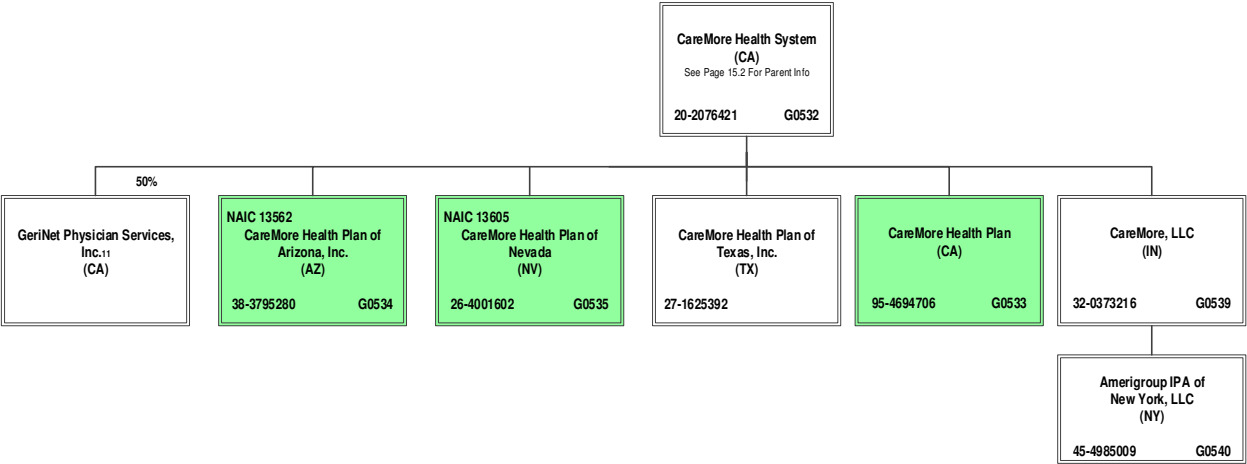 CareMore Health System
(CA)
See Page 15.2 For Parent Info
20-2076421 G0532
50%
GeriNet Physician Services,
Inc.11
(CA)
NAIC 13562
CareMore Health Plan of
Arizona, Inc.
(AZ)
38-3795280 G0534
NAIC 13605
CareMore Health Plan of
Nevada
(NV)
26-4001602 G0535
CareMore Health Plan of
Texas, Inc.
(TX)
27-1625392
CareMore Health Plan
(CA)
95-4694706 G0533
CareMore, LLC
(IN)
32-0373216 G0539
Amerigroup IPA of
New York, LLC
(NY)
45-4985009 G0540